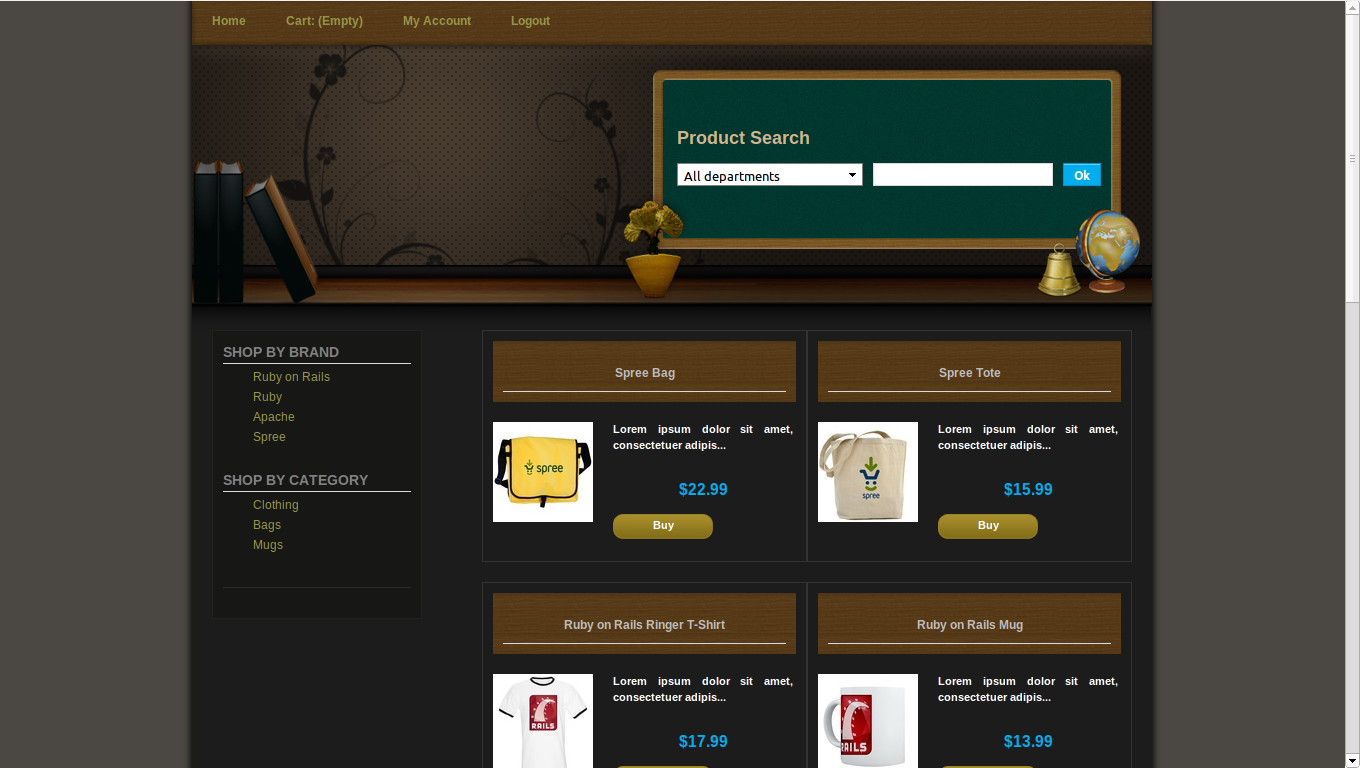 Home Cart: (Empty) My Account Logout
Product Search
All departments Ok
SHOP BY BRAND
Ruby on Rails
Ruby
Apache
Spree
SHOP BY CATEGORY
Clothing
Bags
Mugs
Spree Bag
spree
Lorem ipsum dolor sit amet,
consectetuer adipis...
$22.99
Buy
Spree Tote
spree
Lorem ipsum dolor sit amet,
consectetuer adipis...
$15.99
Buy
Ruby on Rails Ringer T-Shirt
RAILS
Lorem ipsum dolor sit amet,
consectetuer adipis...
$17.99
Ruby on Rails Mug
RAILS
Lorem ipsum dolor sit amet,
consectetuer adipis...
$13.99